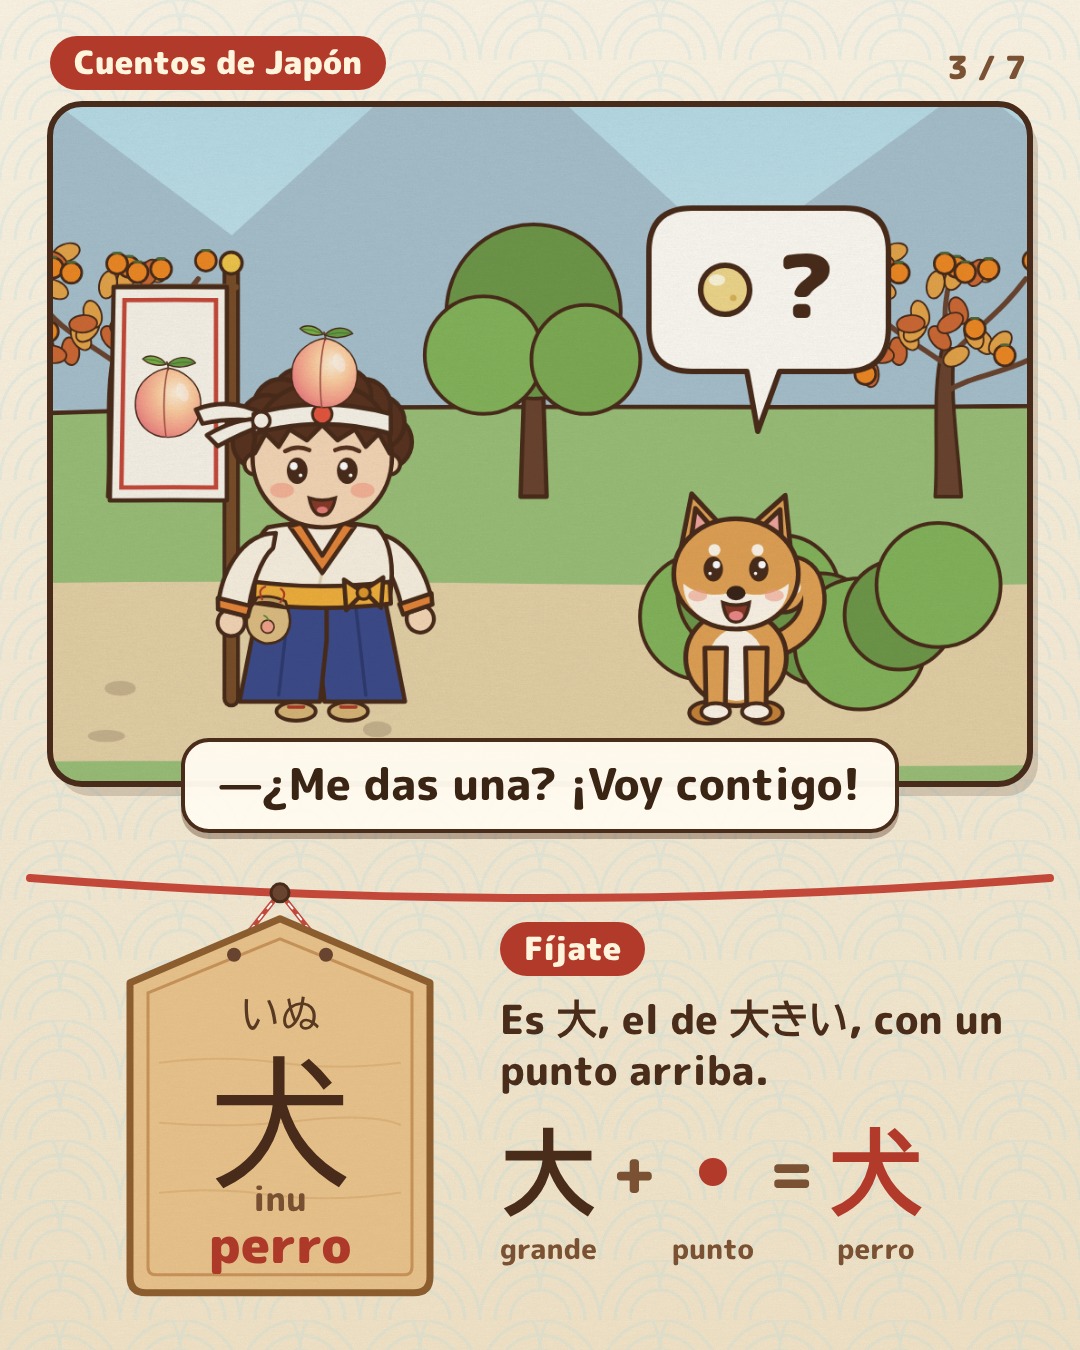 Cuentos de Japón
3 / 7
?
—¿Me das una? ¡Voy contigo!
いぬ
犬
inu
perro
Fíjate
Es 大, el de 大きい, con un
punto arriba.
大 + • = 犬
grande punto perro